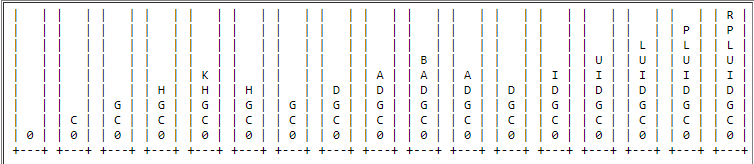 |   | |   | |   | |   | |   | |   | |   | |   | |   | |   | |   | |   | |   | |   | |   | |   | | R |
|   | |   | |   | |   | |   | |   | |   | |   | |   | |   | |   | |   | |   | |   | |   | | P | | P |
|   | |   | |   | |   | |   | |   | |   | |   | |   | |   | |   | |   | |   | |   | | L | | L | | L |
|   | |   | |   | |   | |   | |   | |   | |   | |   | | B | |   | |   | |   | | U | | U | | U | | U |
|   | |   | |   | |   | | K | |   | |   | |   | | A | | A | | A | |   | | I | | I | | I | | I | | I |
|   | |   | |   | | H | | H | | H | |   | | D | | D | | D | | D | | D | | D | | D | | D | | D | | D |
|   | |   | | G | | G | | G | | G | | G | | G | | G | | G | | G | | G | | G | | G | | G | | G | | G |
|   | | C | | C | | C | | C | | C | | C | | C | | C | | C | | C | | C | | C | | C | | C | | C | | C |
| 0 | | 0 | | 0 | | 0 | | 0 | | 0 | | 0 | | 0 | | 0 | | 0 | | 0 | | 0 | | 0 | | 0 | | 0 | | 0 | | 0 |
+---+ +---+ +---+ +---+ +---+ +---+ +---+ +---+ +---+ +---+ +---+ +---+ +---+ +---+ +---+ +---+ +---+